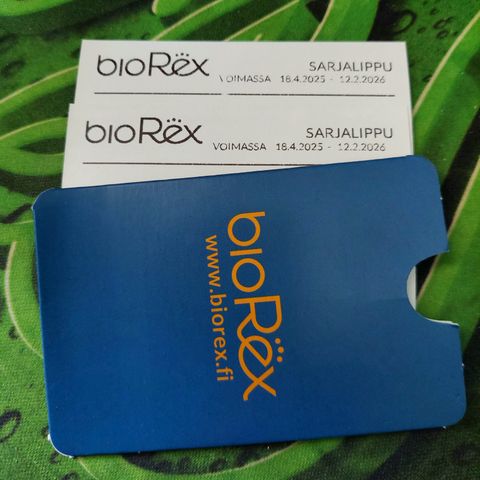 bioRëx
SARJALIPPU
VOIMASSA 18.4.2025 - 12.2.2026
bioRëx
SARJALIPPU
VOIMASSA 18.4.2025 - 12.2.2026
bioRëx
www.biorex.fi